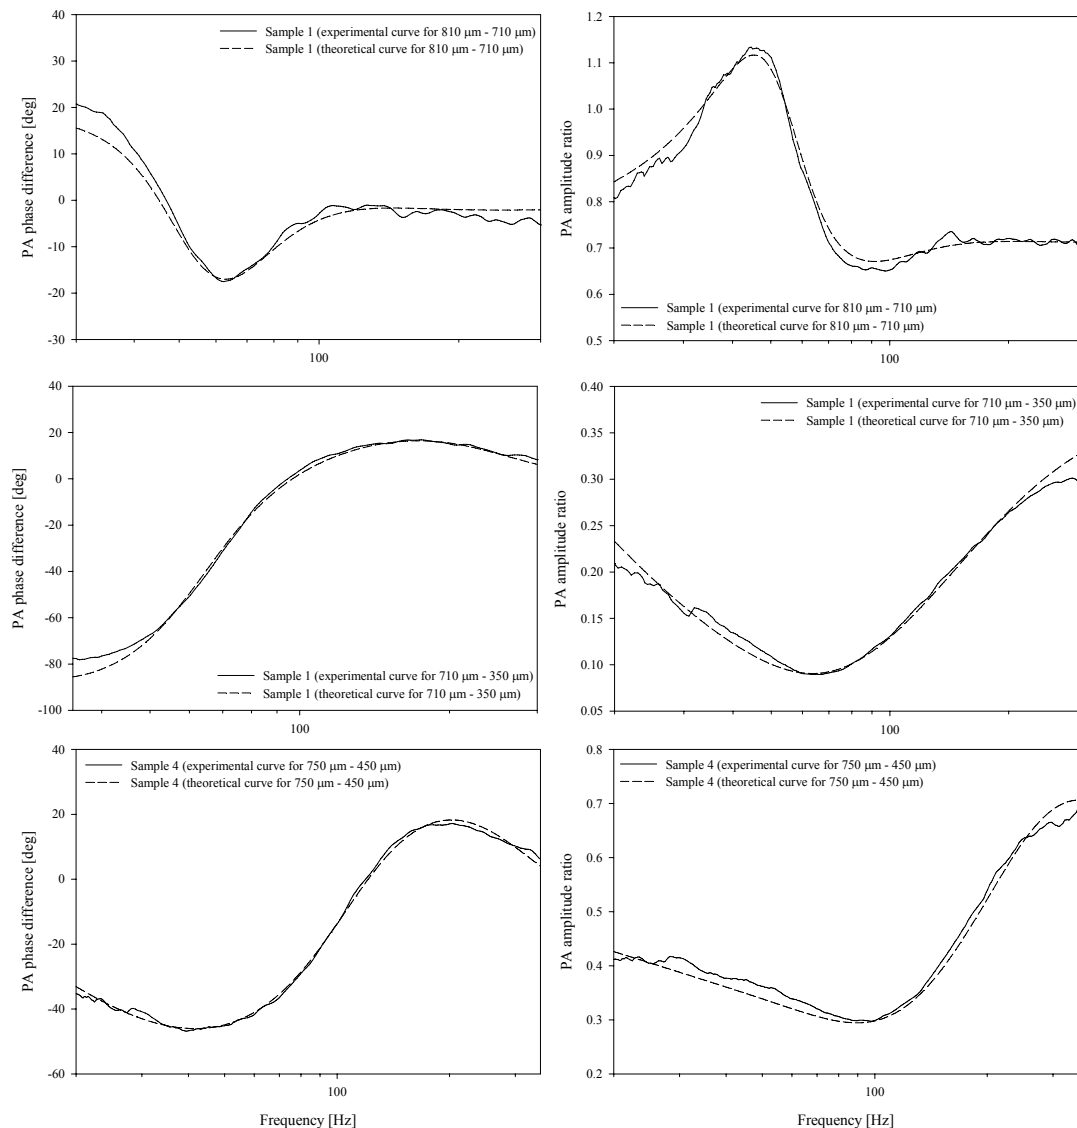 Sample 1 (experimental curve for 810 μm - 710 μm)
Sample 1 (theoretical curve for 810 μm - 710 μm)
PA phase difference [deg]
40
30
20
10
0
-10
-20
-30
100
Sample 1 (experimental curve for 810 μm - 710 μm)
Sample 1 (theoretical curve for 810 μm - 710 μm)
PA amplitude ratio
1.2
1.1
1.0
0.9
0.8
0.7
0.6
0.5
100
Sample 1 (experimental curve for 710 μm - 350 μm)
Sample 1 (theoretical curve for 710 μm - 350 μm)
PA phase difference [deg]
40
20
0
-20
-40
-60
-80
-100
100
Sample 1 (experimental curve for 710 μm - 350 μm)
Sample 1 (theoretical curve for 710 μm - 350 μm)
PA amplitude ratio
0.40
0.35
0.30
0.25
0.20
0.15
0.10
0.05
100
Sample 4 (experimental curve for 750 μm - 450 μm)
Sample 4 (theoretical curve for 750 μm - 450 μm)
PA phase difference [deg]
40
20
0
-20
-40
-60
100
Frequency [Hz]
Sample 4 (experimental curve for 750 μm - 450 μm)
Sample 4 (theoretical curve for 750 μm - 450 μm)
PA amplitude ratio
0.8
0.7
0.6
0.5
0.4
0.3
0.2
100
Frequency [Hz]